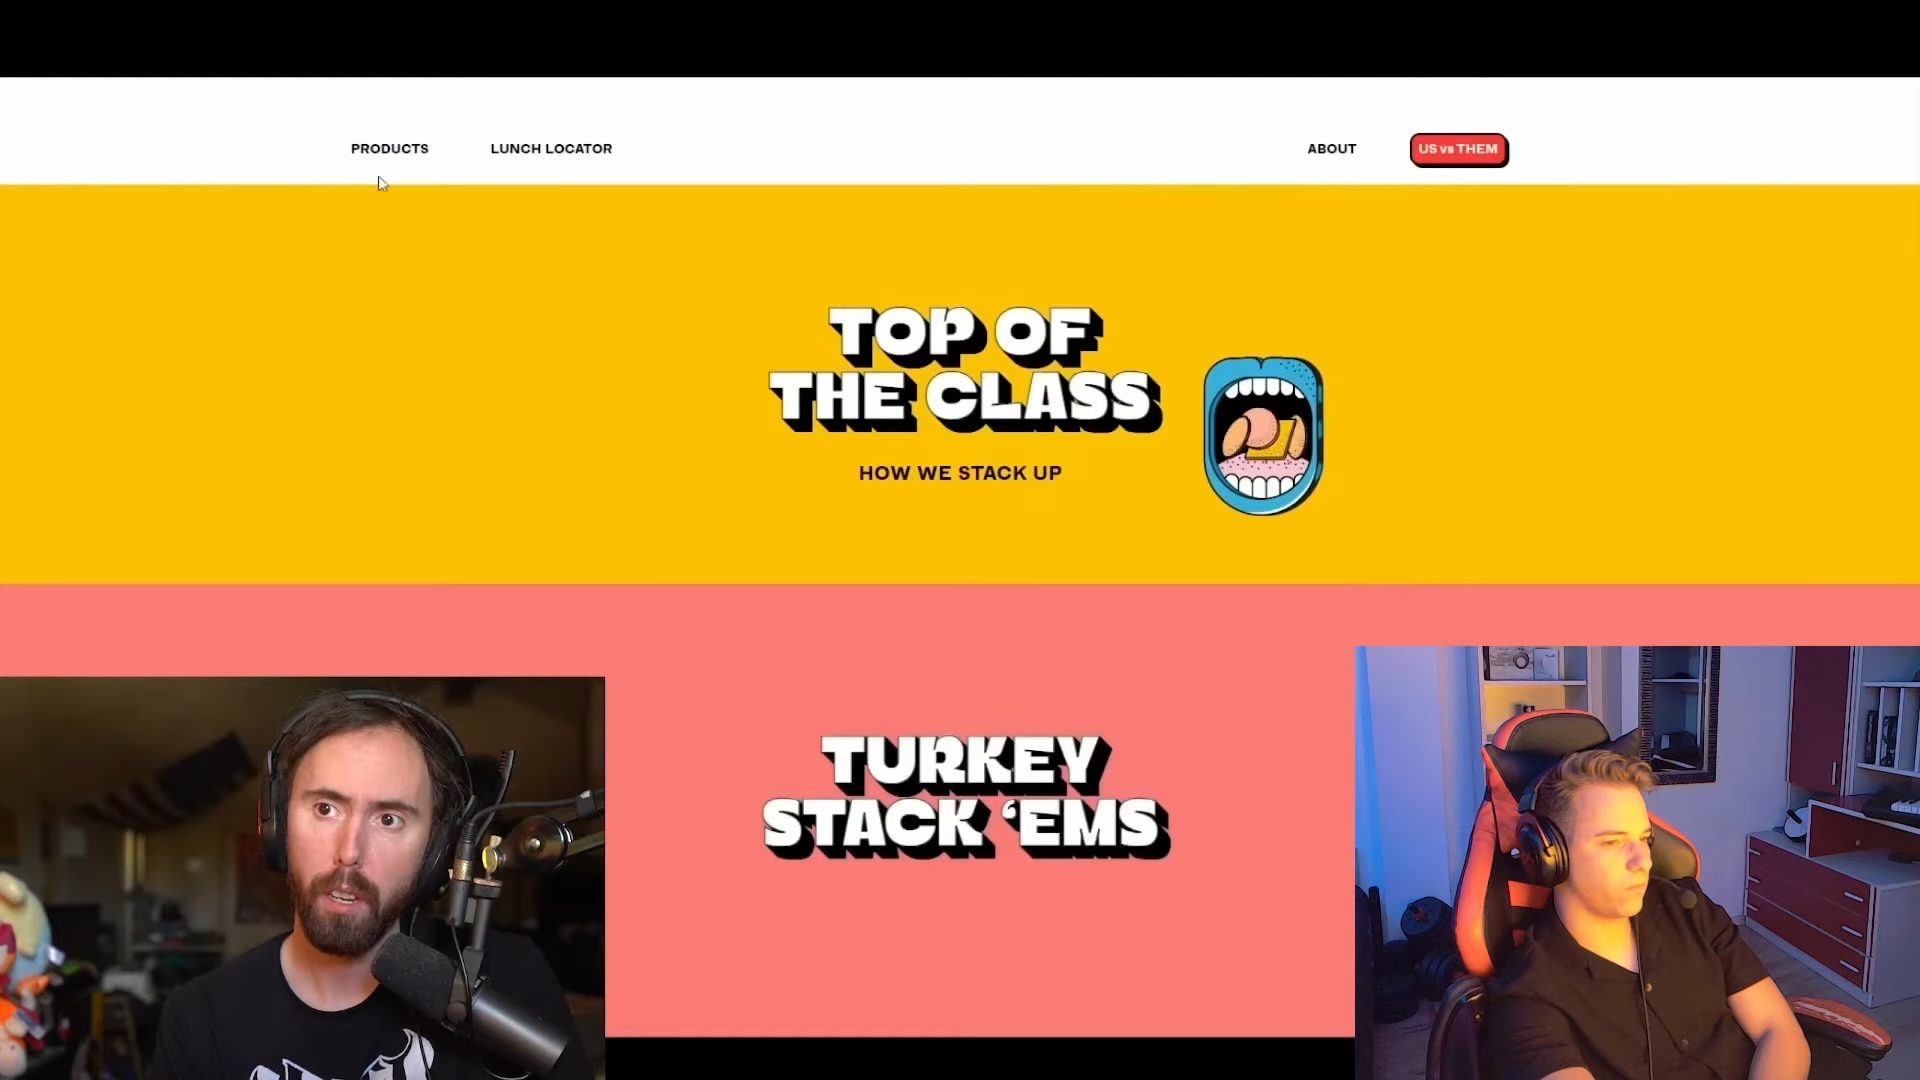 PRODUCTS
LUNCH LOCATOR
ABOUT
US vs THEM
TOP OF
THE CLASS
HOW WE STACK UP
TURKEY
STACK ‘EMS